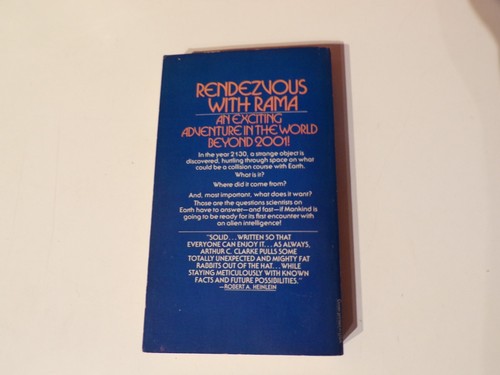 RENDEZVOUS
WITH RAMA
AN EXCITING
ADVENTURE IN THE WORLD
BEYOND 2001!
In the year 2130, a strange object is
discovered, hurtling through space on what
could be a collision course with Earth.
What is it?
Where did it come from?
And, most important, what does it want?
Those are the questions scientists on
Earth have to answer—and fast—if Mankind is
going to be ready for its first encounter with
an alien intelligence!
"SOLID... WRITTEN SO THAT
EVERYONE CAN ENJOY IT... AS ALWAYS,
ARTHUR C. CLARKE PULLS SOME
TOTALLY UNEXPECTED AND MIGHTY FAT
RABBITS OUT OF THE HAT... WHILE
STAYING METICULOUSLY WITH KNOWN
FACTS AND FUTURE POSSIBILITIES."
—ROBERT A. HEINLEIN